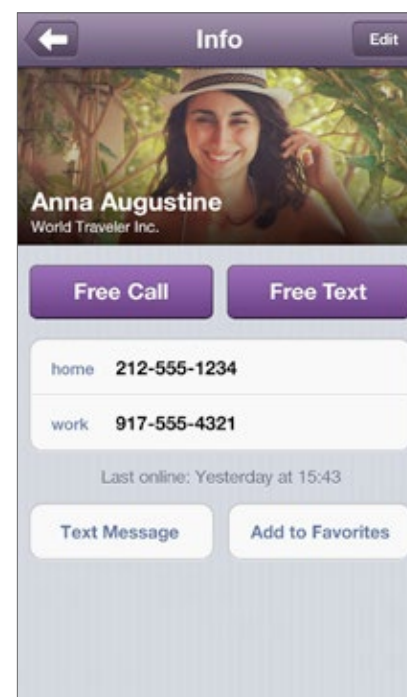 Info
Edit
Anna Augustine
World Traveler Inc.
Free Call
Free Text
home 212-555-1234
work 917-555-4321
Last online: Yesterday at 15:43
Text Message
Add to Favorites